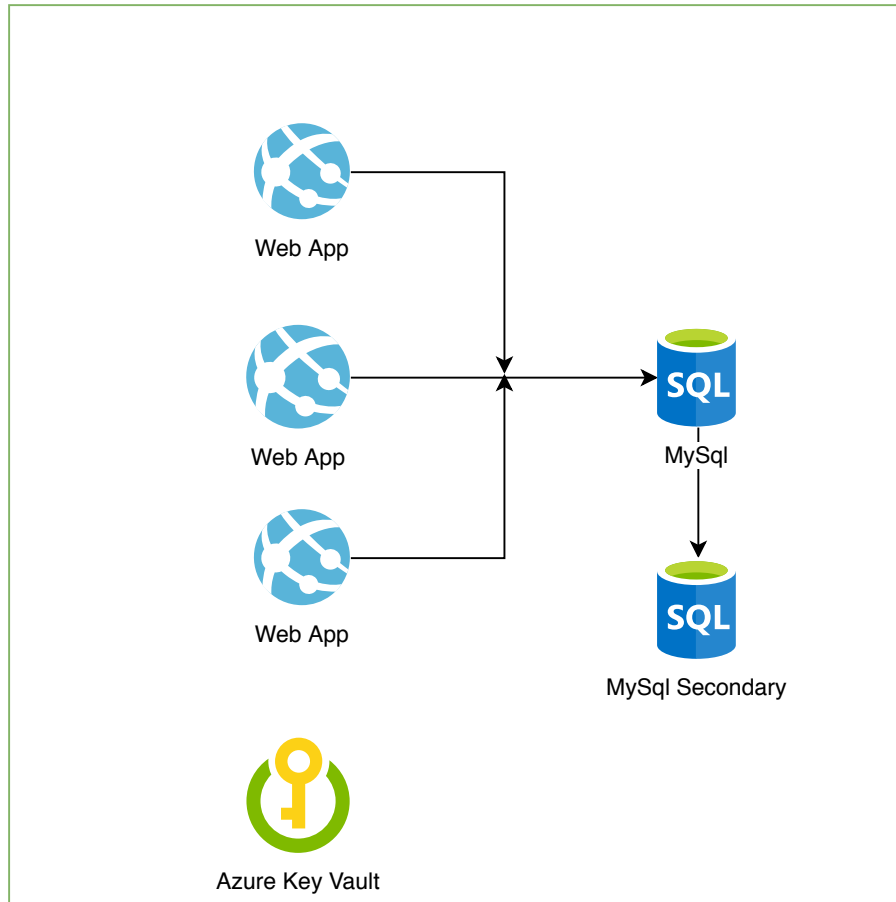 Web App
Web App
SQL
MySql
Web App
SQL
MySql Secondary
Azure Key Vault